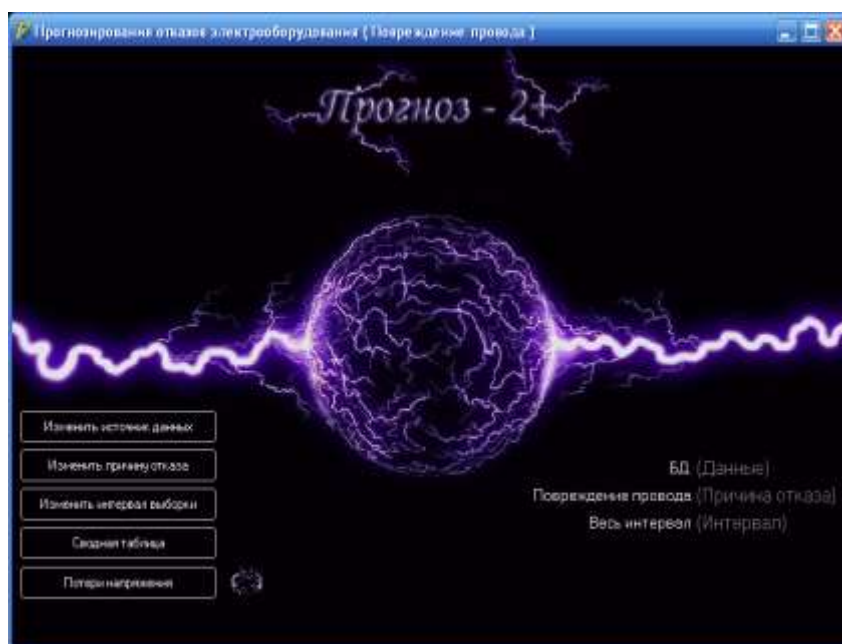 Прогнозирования отказов электрооборудования ( Повреждение провода )
Прогноз - 2+
Изменить источник данных
Изменить причину отказа
Изменить интервал выборки
Сводная таблица
Потери напряжения
БД (Данные)
Повреждение провода (Причина отказа)
Весь интервал (Интервал)